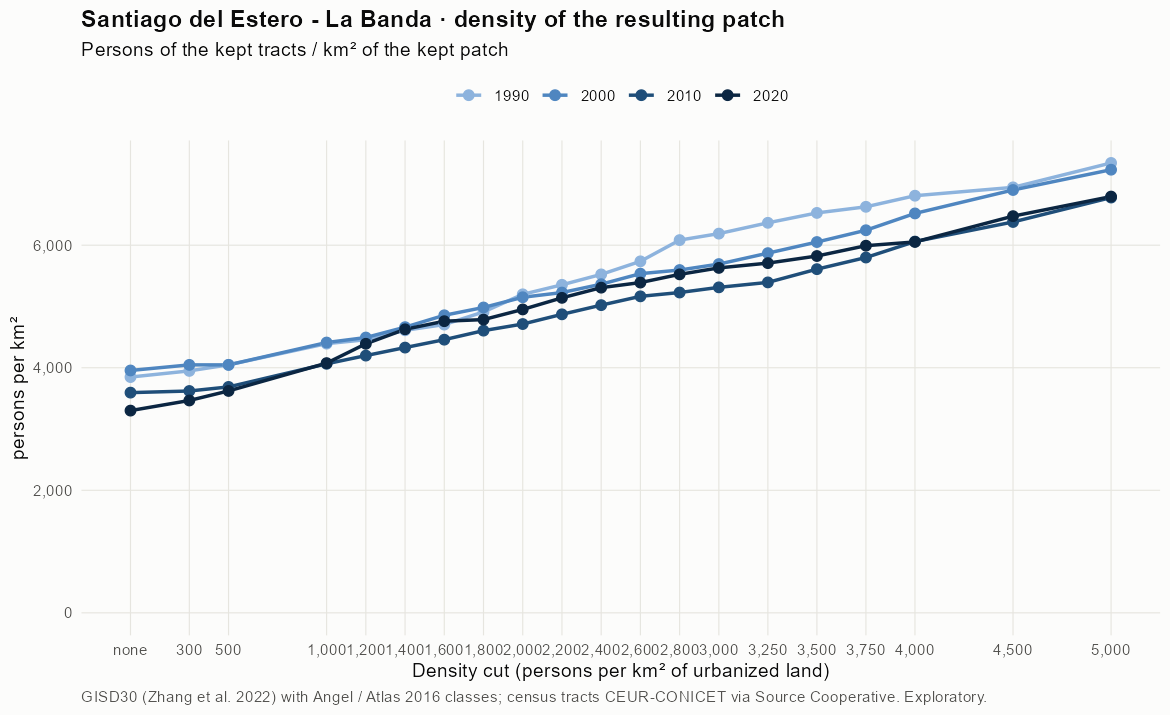 Santiago del Estero - La Banda · density of the resulting patch
Persons of the kept tracts / km² of the kept patch
1990 2000 2010 2020
persons per km²
6,000
4,000
2,000
0
none 300 500 1,000 1,200 1,400 1,600 1,800 2,000 2,200 2,400 2,600 2,800 3,000 3,250 3,500 3,750 4,000 4,500 5,000
Density cut (persons per km² of urbanized land)
GISD30 (Zhang et al. 2022) with Angel / Atlas 2016 classes; census tracts CEUR-CONICET via Source Cooperative. Exploratory.